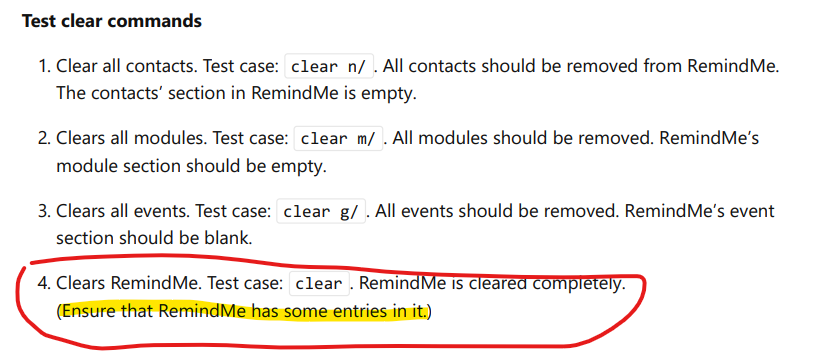 Test clear commands
1. Clear all contacts. Test case: clear n/ . All contacts should be removed from RemindMe.
The contacts’ section in RemindMe is empty.
2. Clears all modules. Test case: clear m/ . All modules should be removed. RemindMe’s
module section should be empty.
3. Clears all events. Test case: clear g/ . All events should be removed. RemindMe’s event
section should be blank.
4. Clears RemindMe. Test case: clear . RemindMe is cleared completely.
(Ensure that RemindMe has some entries in it.)